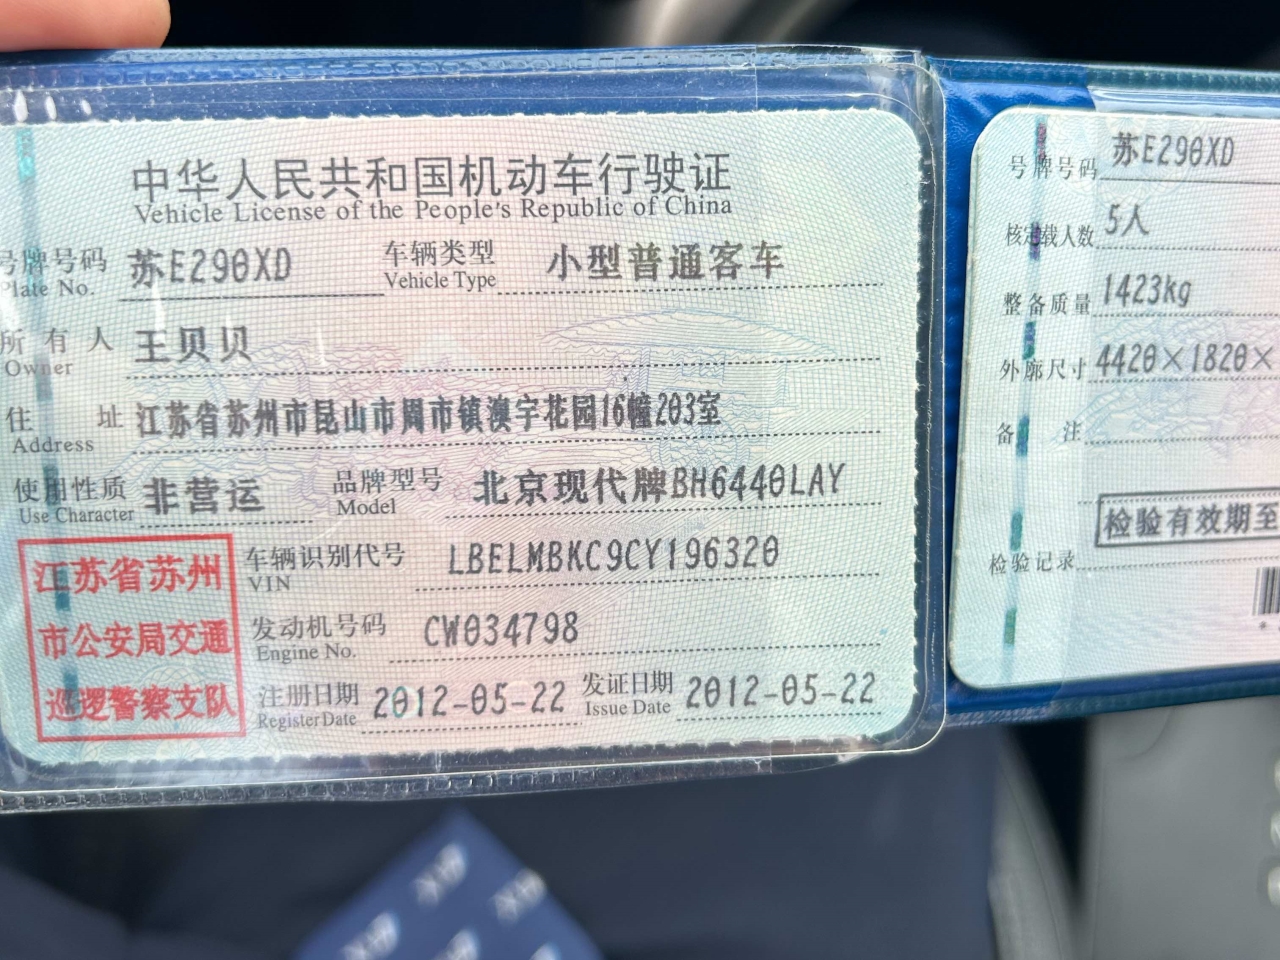 中华人民共和国机动车行驶证
Vehicle License of the People's Republic of China
号牌号码 苏E290XD 车辆类型 小型普通客车
Plate No. Vehicle Type
所有人 王贝贝
Owner
住址 江苏省苏州市昆山市周市镇澳宇花园16幢203室
Address
使用性质 非营运 品牌型号 北京现代牌BH6440LAY
Use Character Model
车辆识别代号 LBELMBKC9CY196320
VIN
发动机号码 CW034798
Engine No.
注册日期 2012-05-22 发证日期 2012-05-22
Register Date Issue Date
江苏省苏州
市公安局交通
巡逻警察支队
号牌号码 苏E290XD
核定载人数 5人
整备质量 1423kg
外廓尺寸 4420×1820×
备注
检验有效期至
检验记录